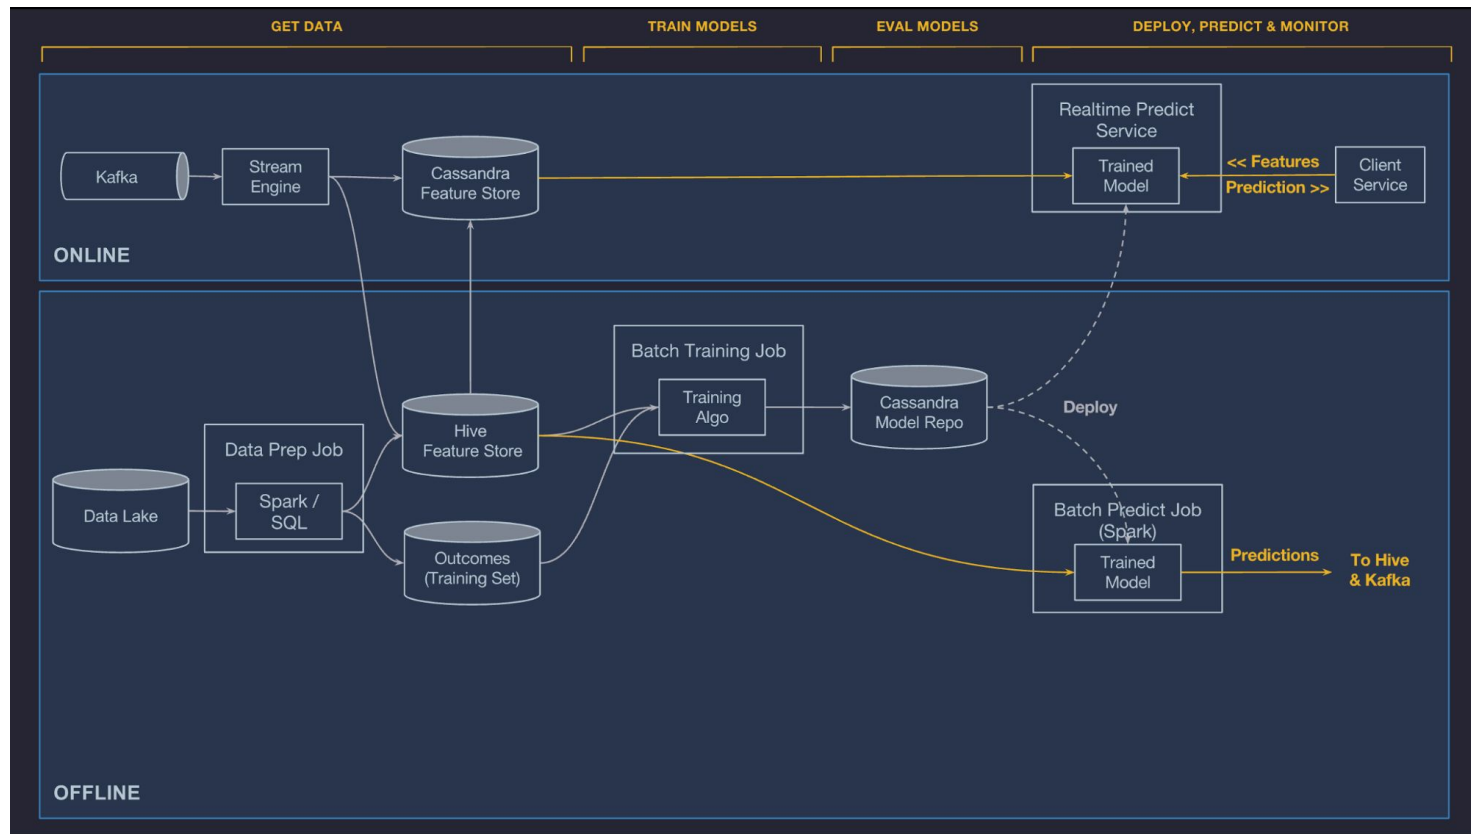 GET DATA
TRAIN MODELS
EVAL MODELS
DEPLOY, PREDICT & MONITOR
Kafka
Stream
Engine
Cassandra
Feature Store
Realtime Predict
Service
Trained
Model
<< Features
Prediction >>
Client
Service
ONLINE
Data Lake
Data Prep Job
Spark /
SQL
Hive
Feature Store
Outcomes
(Training Set)
Batch Training Job
Training
Algo
Cassandra
Model Repo
Deploy
Batch Predict Job
(Spark)
Trained
Model
Predictions
To Hive
& Kafka
OFFLINE